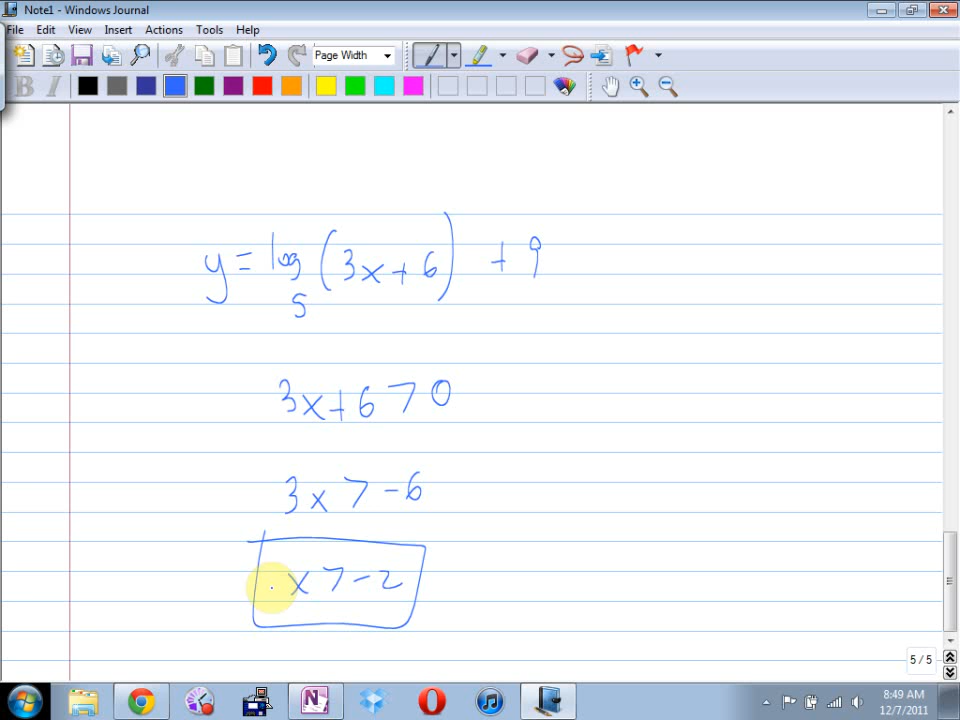 Note1 - Windows Journal
File Edit View Insert Actions Tools Help
Page Width
B I
y = log₅(3x+6) + 9
3x+6 > 0
3x > -6
x > -2
5 / 5
8:49 AM
12/7/2011